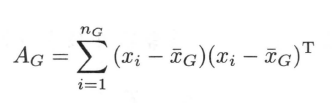 $A_G = \sum_{i=1}^{n_G} (x_i - \bar{x}_G)(x_i - \bar{x}_G)^{\mathrm{T}}$